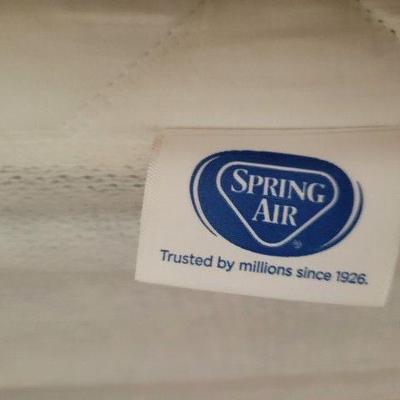 SPRING
AIR
®
Trusted by millions since 1926.